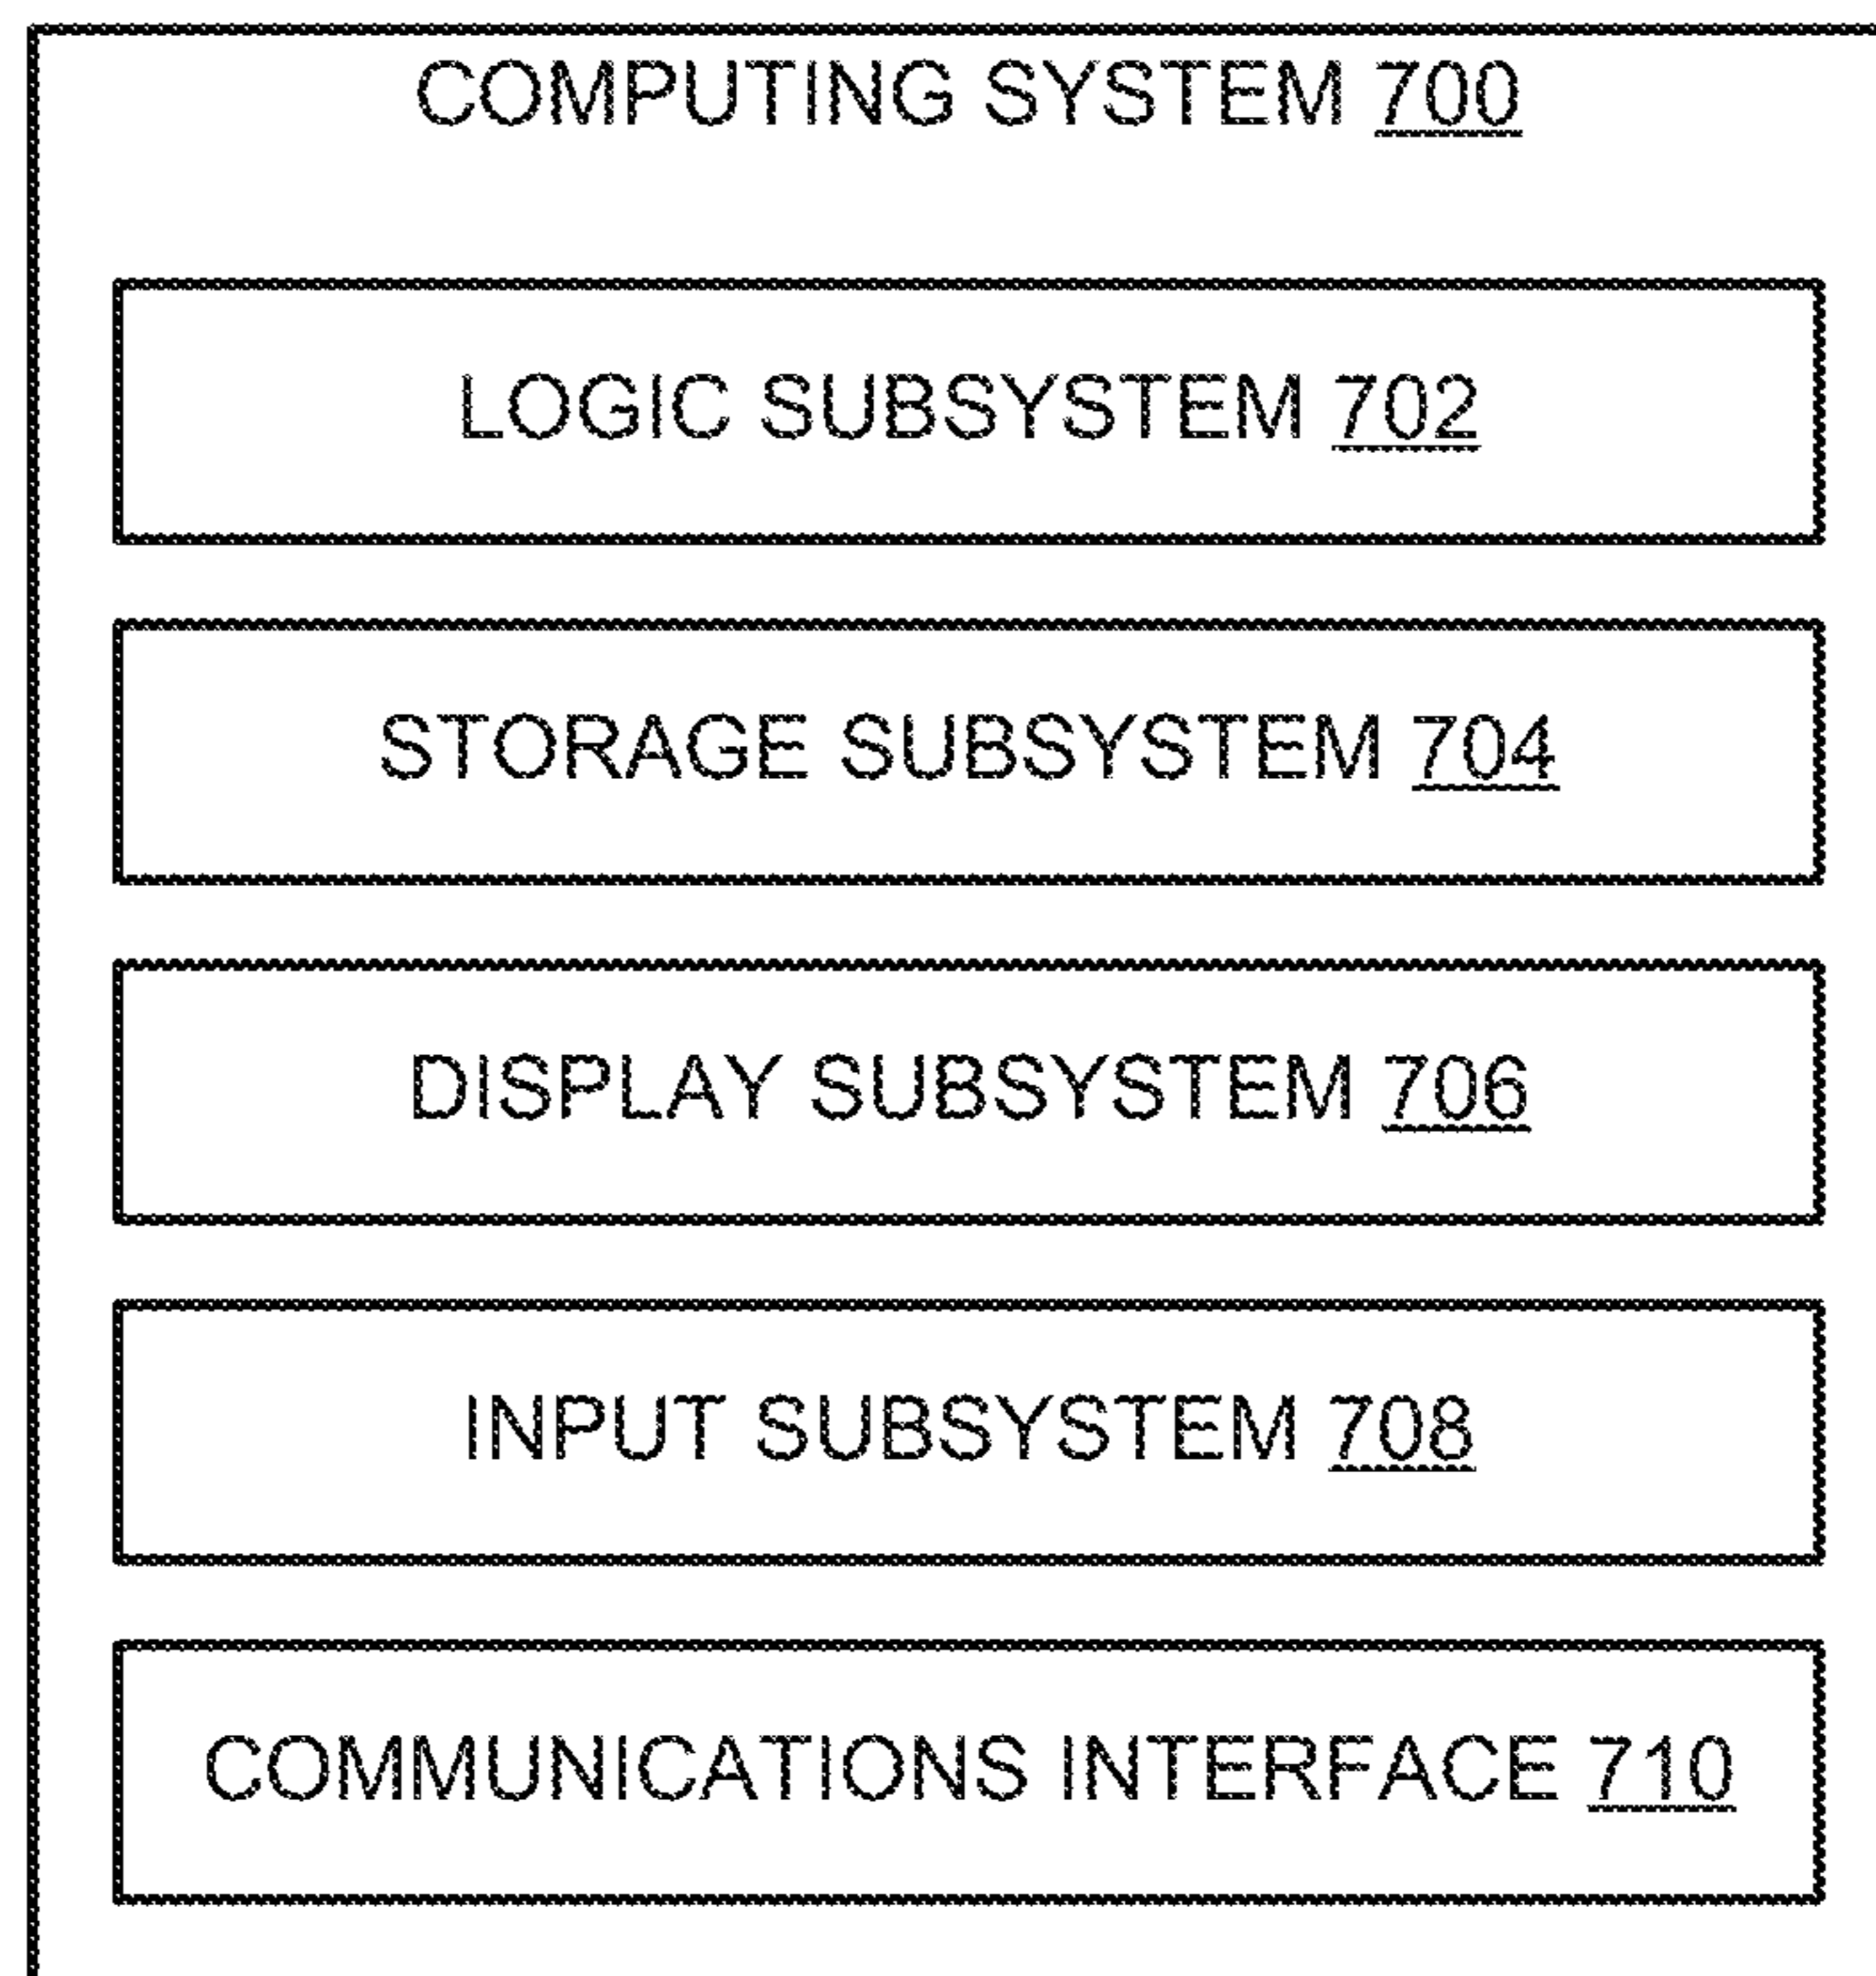 COMPUTING SYSTEM 700
LOGIC SUBSYSTEM 702
STORAGE SUBSYSTEM 704
DISPLAY SUBSYSTEM 706
INPUT SUBSYSTEM 708
COMMUNICATIONS INTERFACE 710